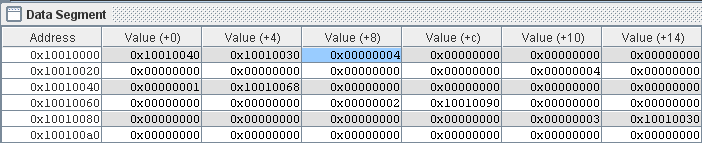 Data Segment
Address Value (+0) Value (+4) Value (+8) Value (+c) Value (+10) Value (+14)
0x10010000 0x10010040 0x10010030 0x00000004 0x00000000 0x00000000 0x00000000
0x10010020 0x00000000 0x00000000 0x00000000 0x00000000 0x00000004 0x00000000
0x10010040 0x00000001 0x10010068 0x00000000 0x00000000 0x00000000 0x00000000
0x10010060 0x00000000 0x00000000 0x00000002 0x10010090 0x00000000 0x00000000
0x10010080 0x00000000 0x00000000 0x00000000 0x00000000 0x00000003 0x10010030
0x100100a0 0x00000000 0x00000000 0x00000000 0x00000000 0x00000000 0x00000000